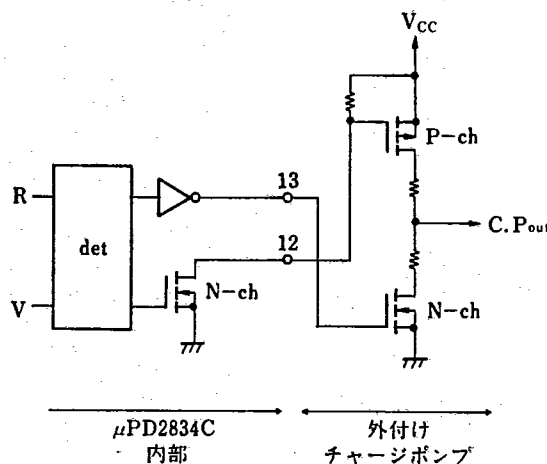 V_CC
P-ch
R
13
det
C.P_out
12
V
N-ch
N-ch
μPD2834C
内部
外付け
チャージポンプ